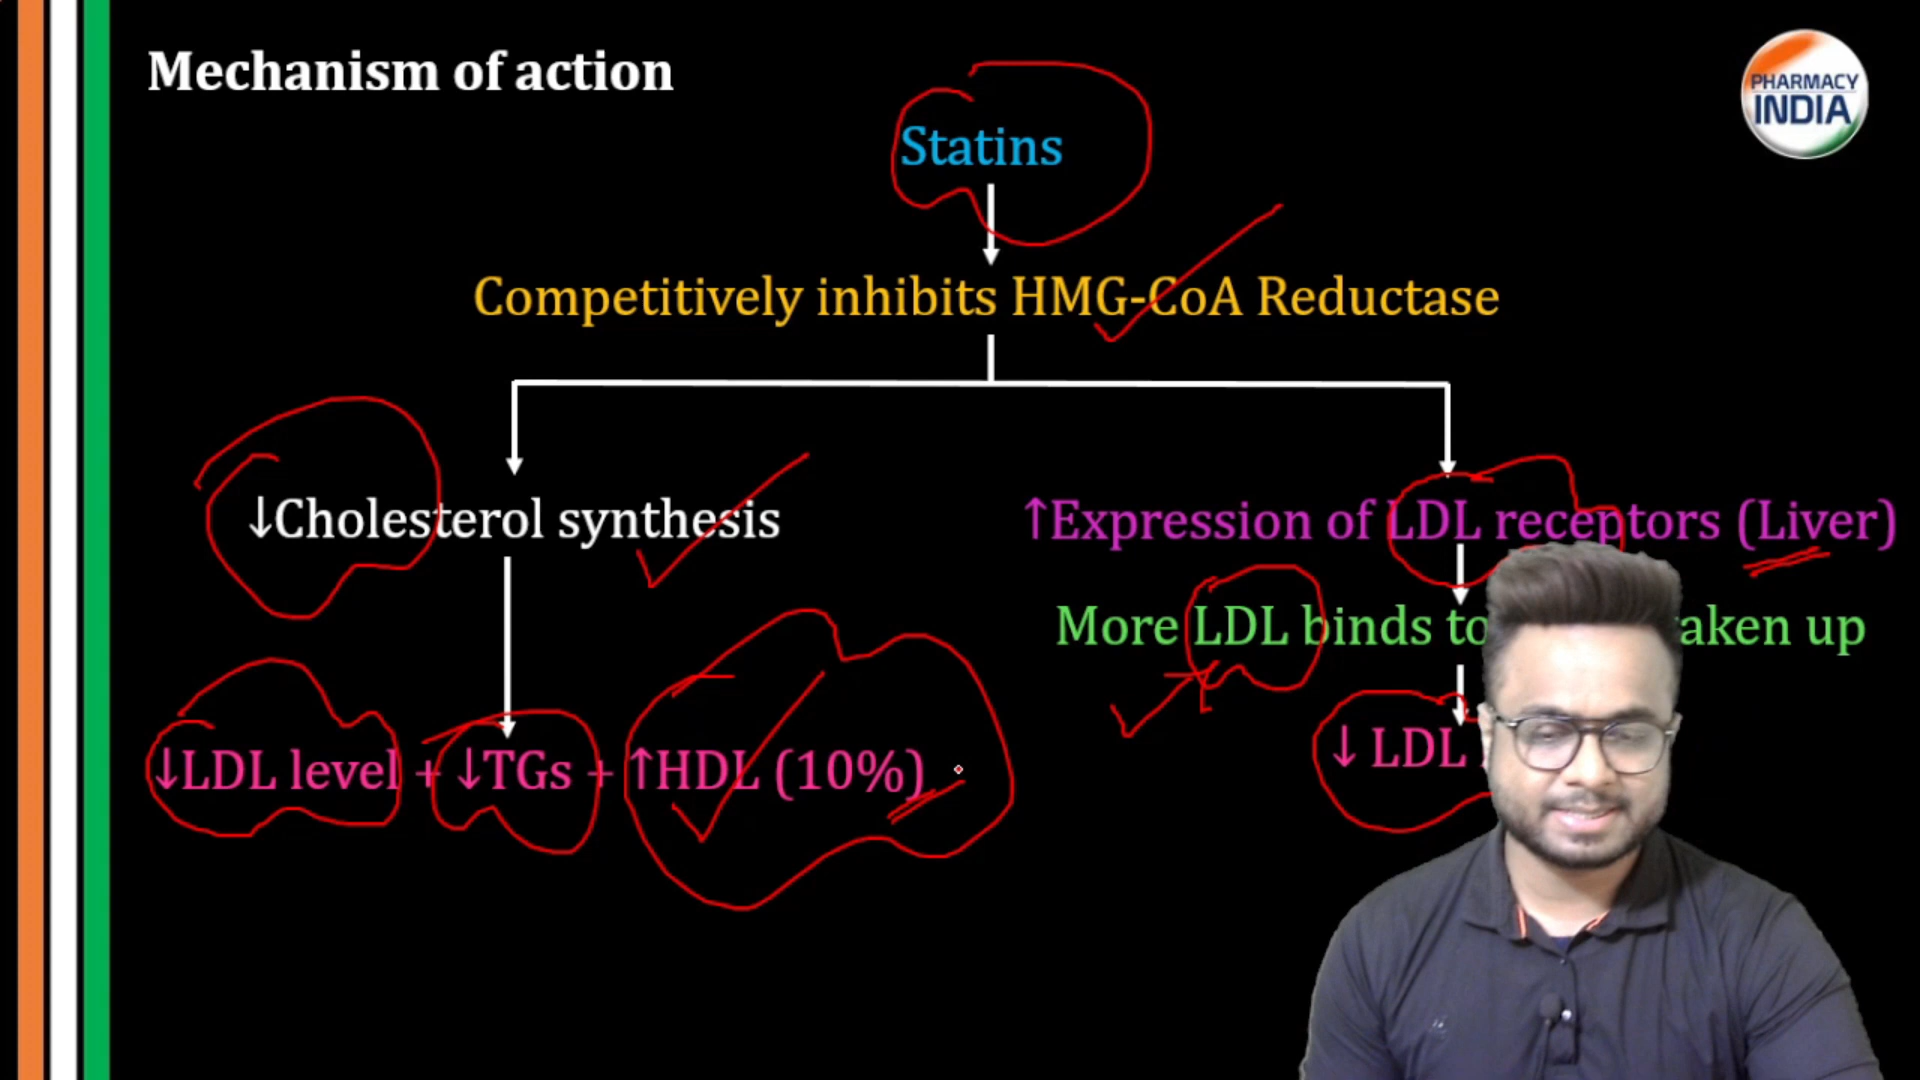 Mechanism of action
PHARMACY
INDIA
Statins
Competitively inhibits HMG-CoA Reductase
↓Cholesterol synthesis
↑Expression of LDL receptors (Liver)
More LDL binds to taken up
↓LDL level + ↓TGs + ↑HDL (10%)
↓ LDL